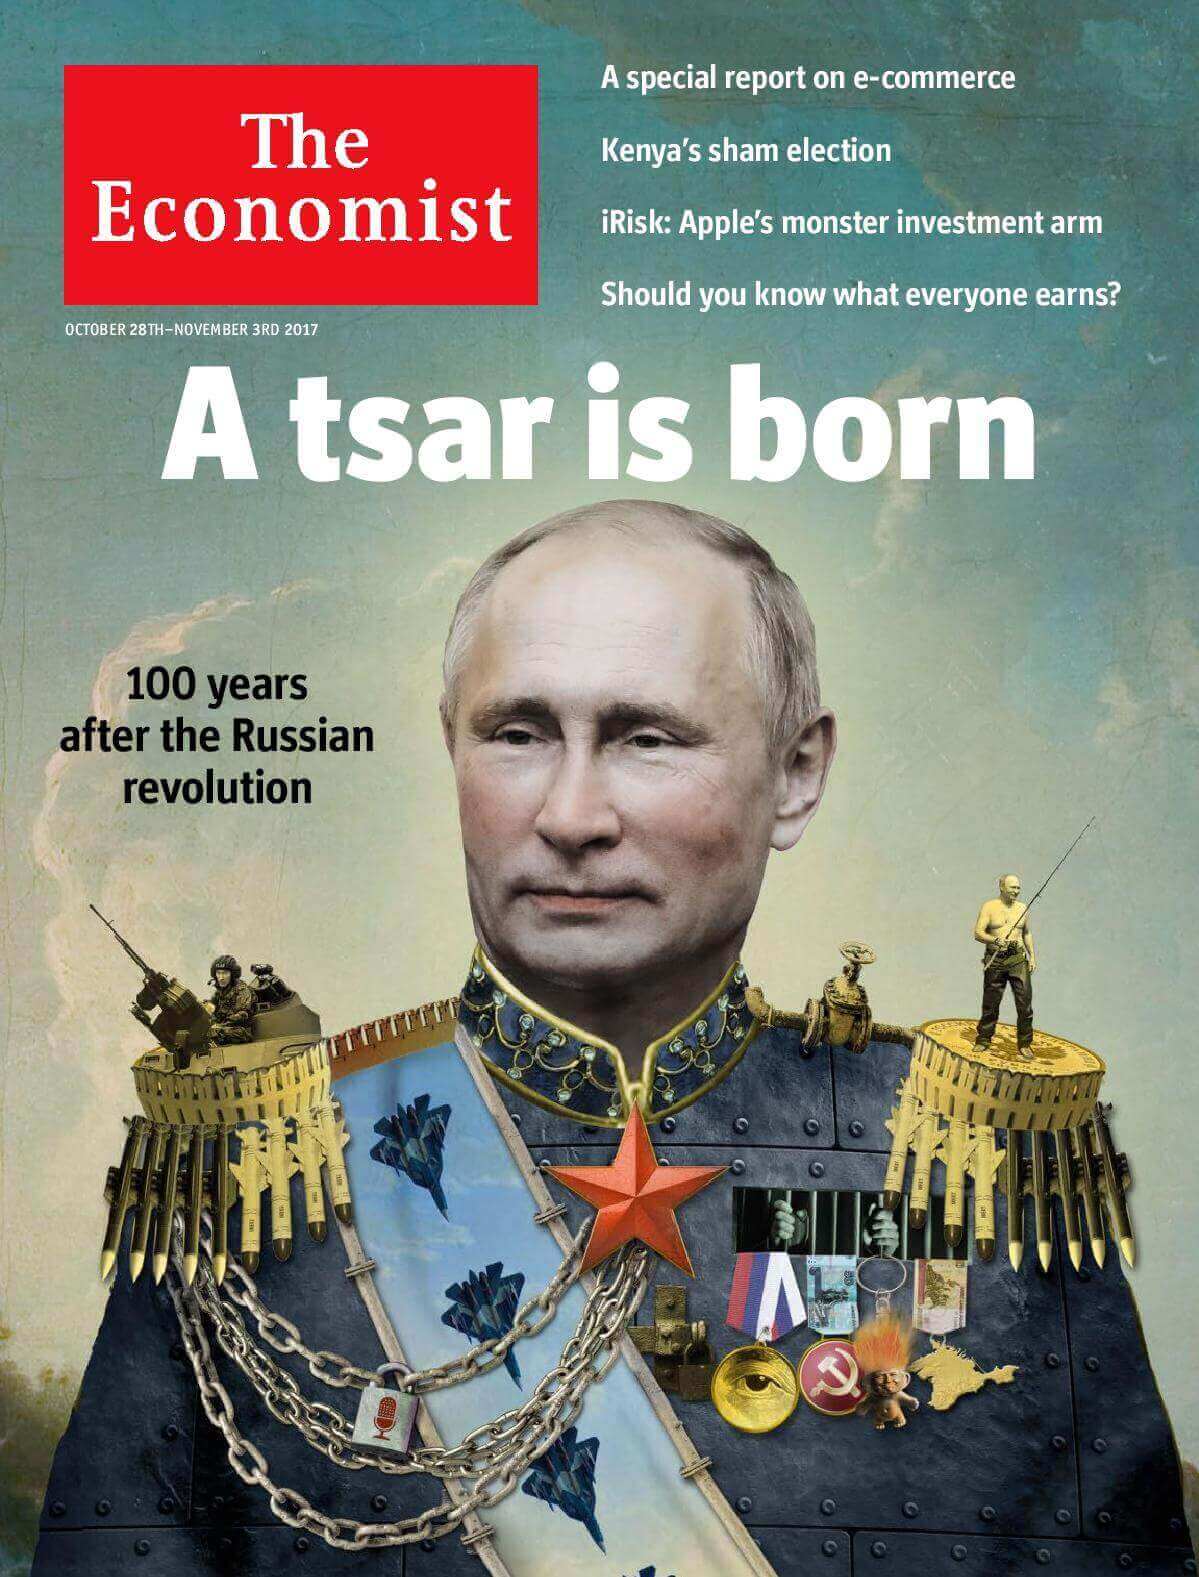 The
Economist
OCTOBER 28TH–NOVEMBER 3RD 2017
A special report on e-commerce
Kenya's sham election
iRisk: Apple's monster investment arm
Should you know what everyone earns?
A tsar is born
100 years
after the Russian
revolution